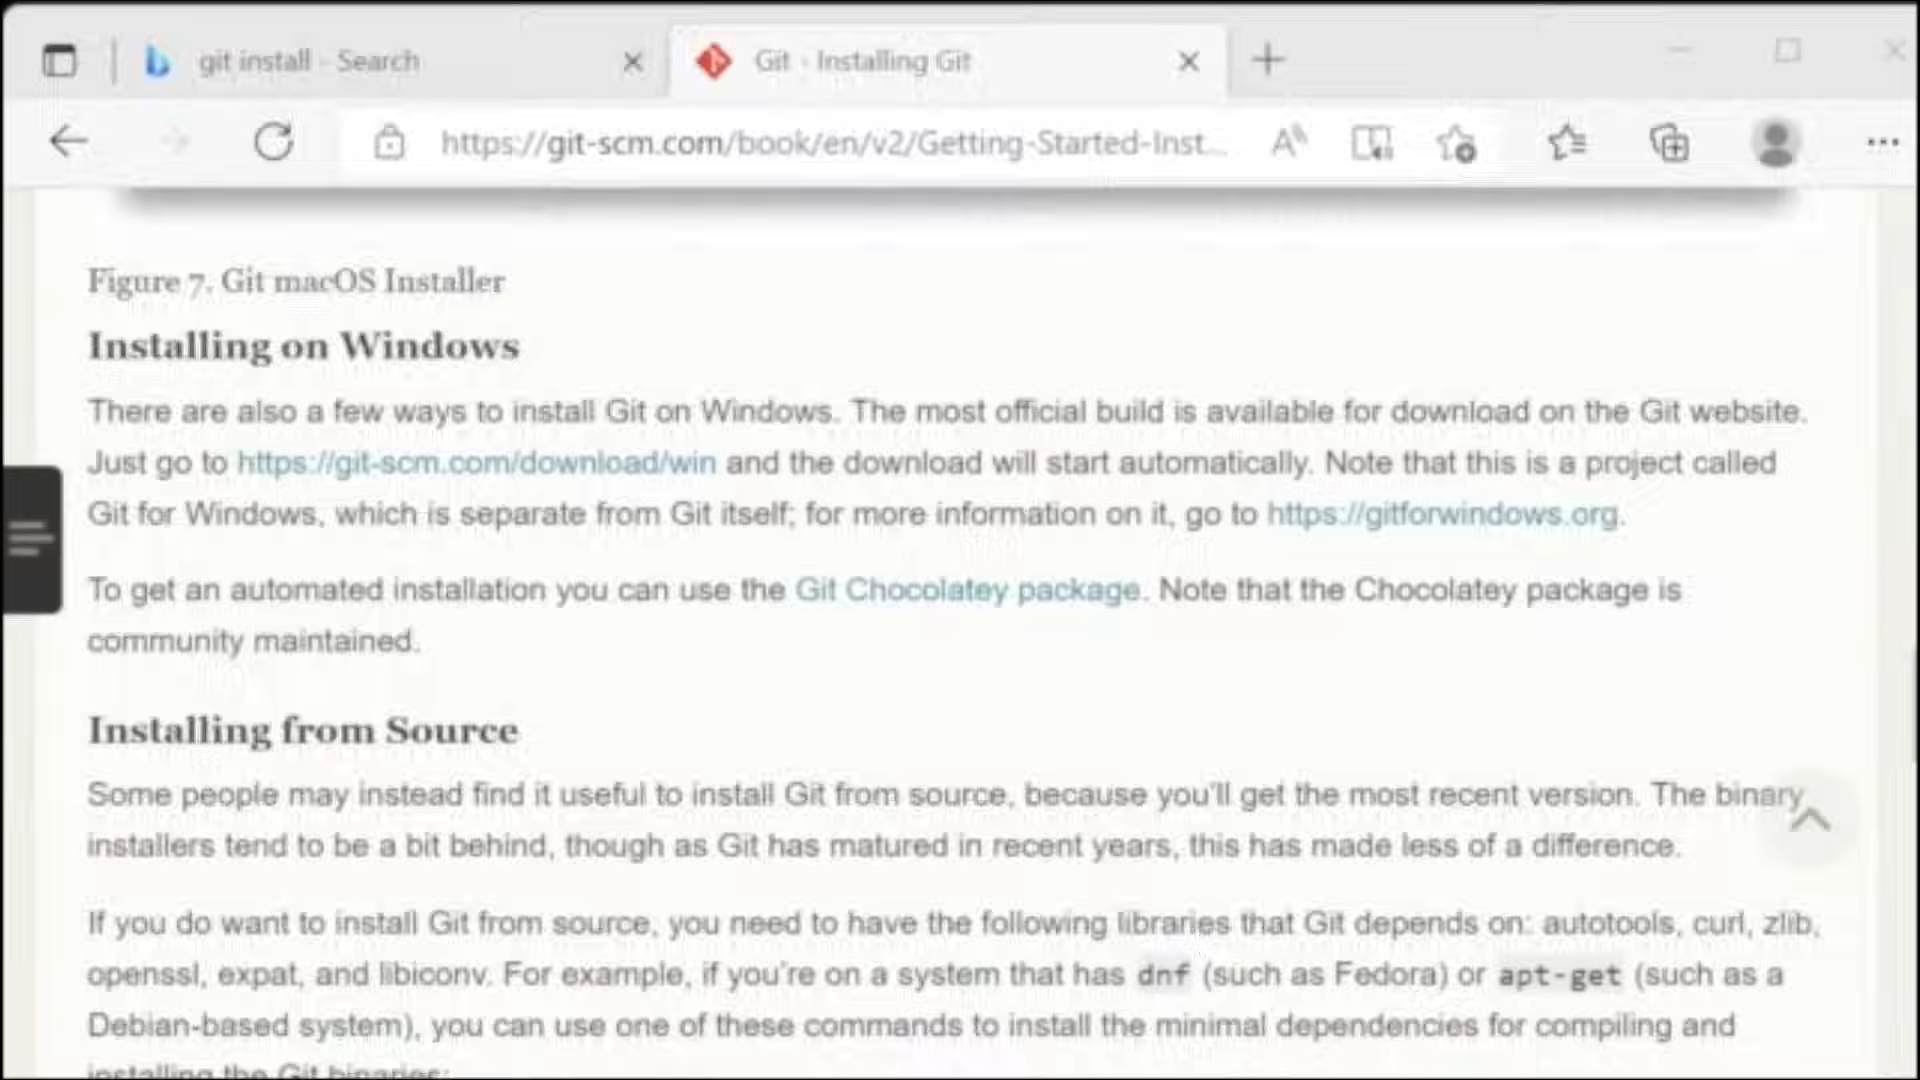 git install - Search
Git - Installing Git
https://git-scm.com/book/en/v2/Getting-Started-Inst...
Figure 7. Git macOS Installer
Installing on Windows
There are also a few ways to install Git on Windows. The most official build is available for download on the Git website.
Just go to https://git-scm.com/download/win and the download will start automatically. Note that this is a project called
Git for Windows, which is separate from Git itself; for more information on it, go to https://gitforwindows.org.
To get an automated installation you can use the Git Chocolatey package. Note that the Chocolatey package is
community maintained.
Installing from Source
Some people may instead find it useful to install Git from source, because you'll get the most recent version. The binary
installers tend to be a bit behind, though as Git has matured in recent years, this has made less of a difference.
If you do want to install Git from source, you need to have the following libraries that Git depends on: autotools, curl, zlib,
openssl, expat, and libiconv. For example, if you're on a system that has dnf (such as Fedora) or apt-get (such as a
Debian-based system), you can use one of these commands to install the minimal dependencies for compiling and
installing the Git binaries: